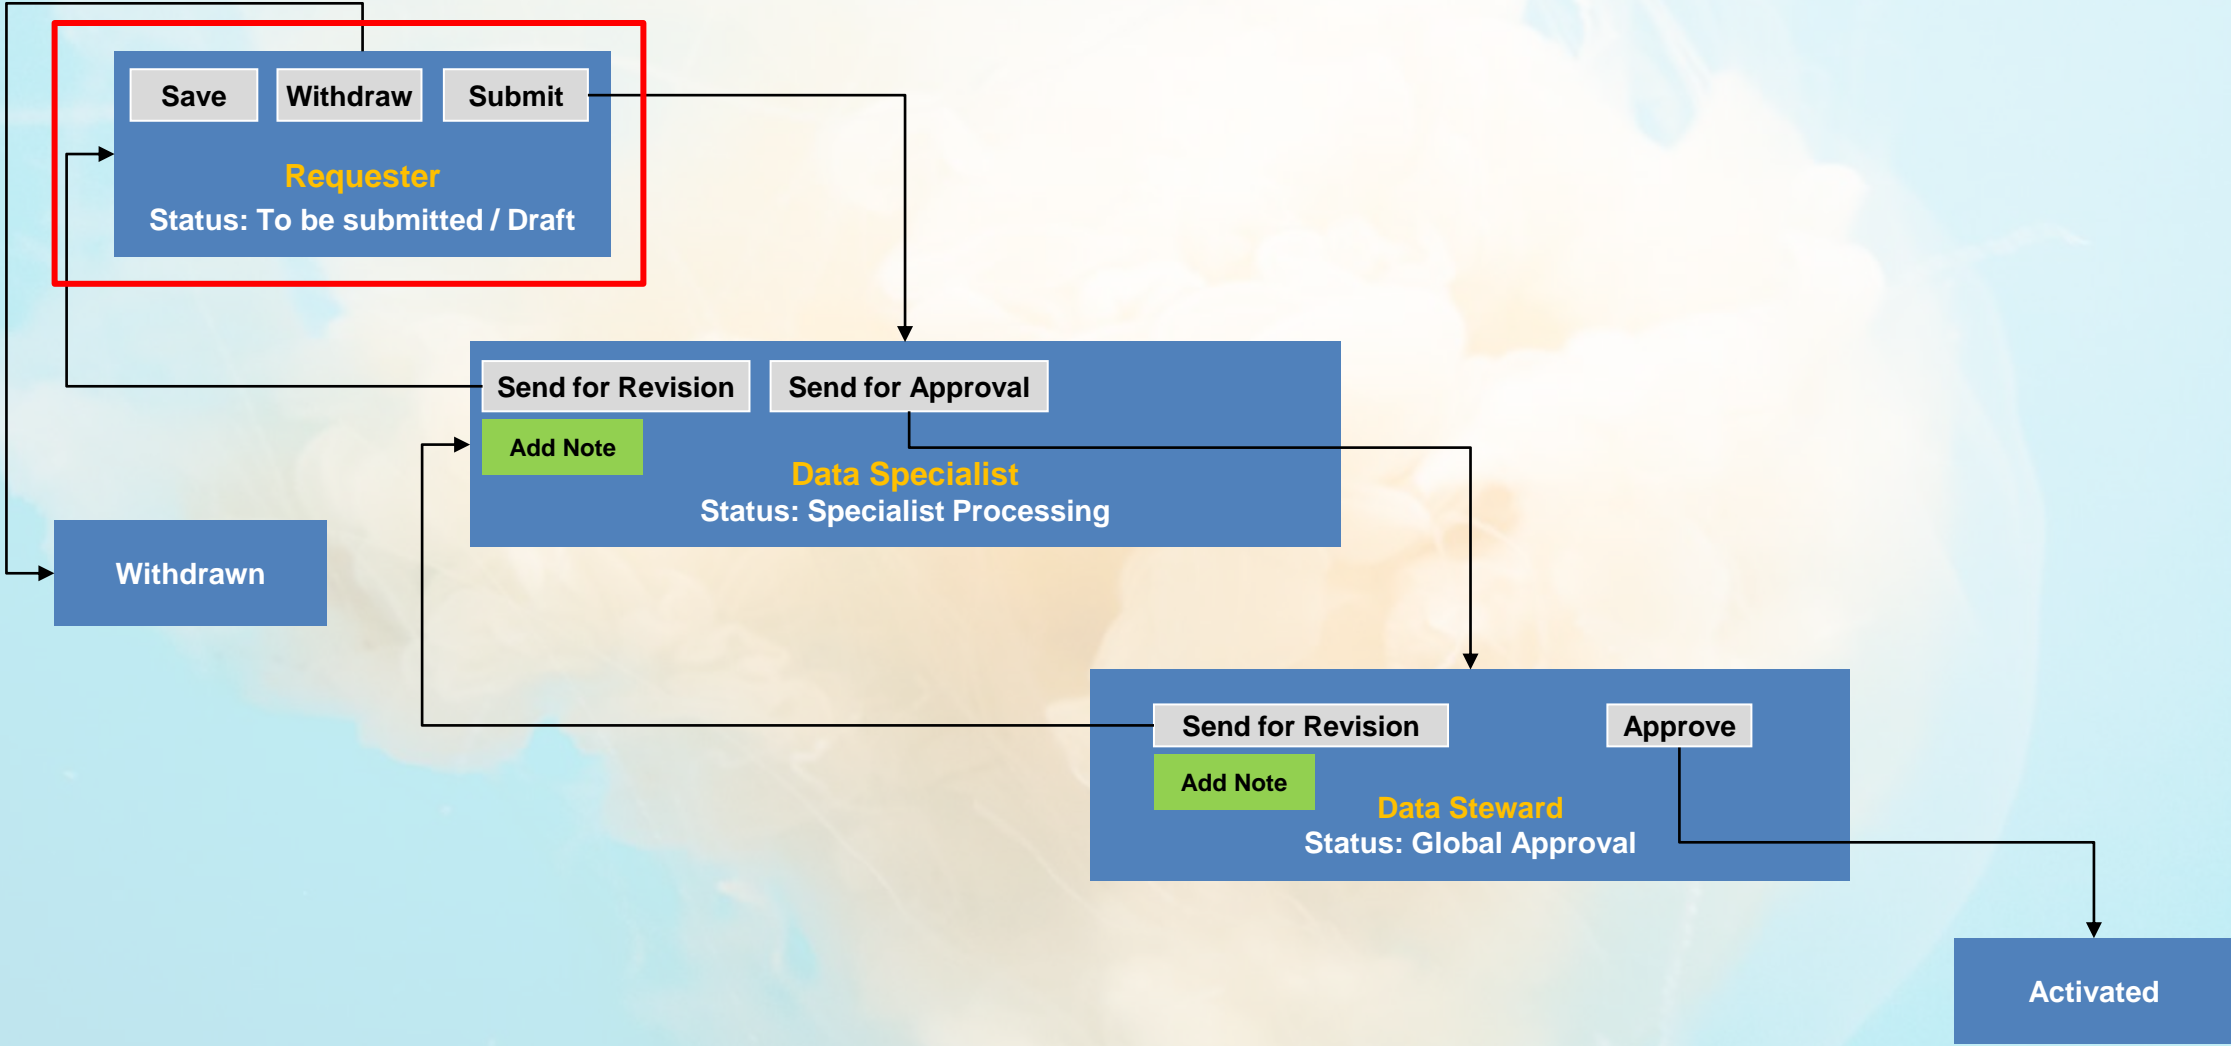 Save
Withdraw
Submit
Requester
Status: To be submitted / Draft
Send for Revision
Send for Approval
Add Note
Data Specialist
Status: Specialist Processing
Withdrawn
Send for Revision
Approve
Add Note
Data Steward
Status: Global Approval
Activated